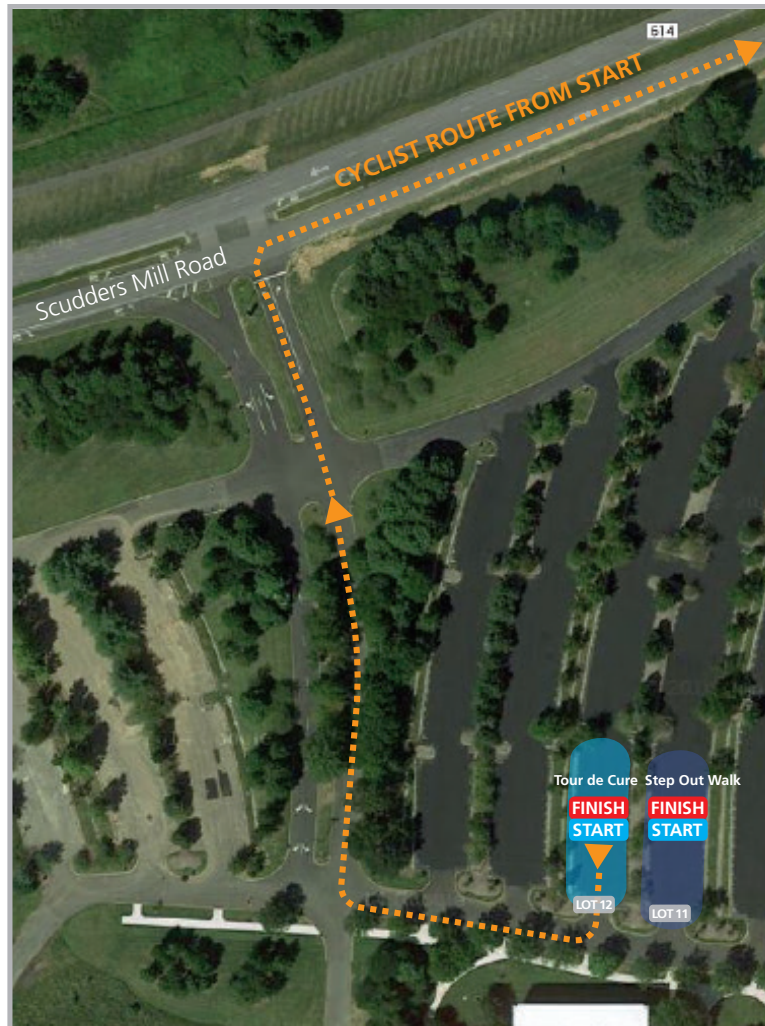 614
CYCLIST ROUTE FROM START
Scudders Mill Road
Tour de Cure
FINISH
START
LOT 12
Step Out Walk
FINISH
START
LOT 11